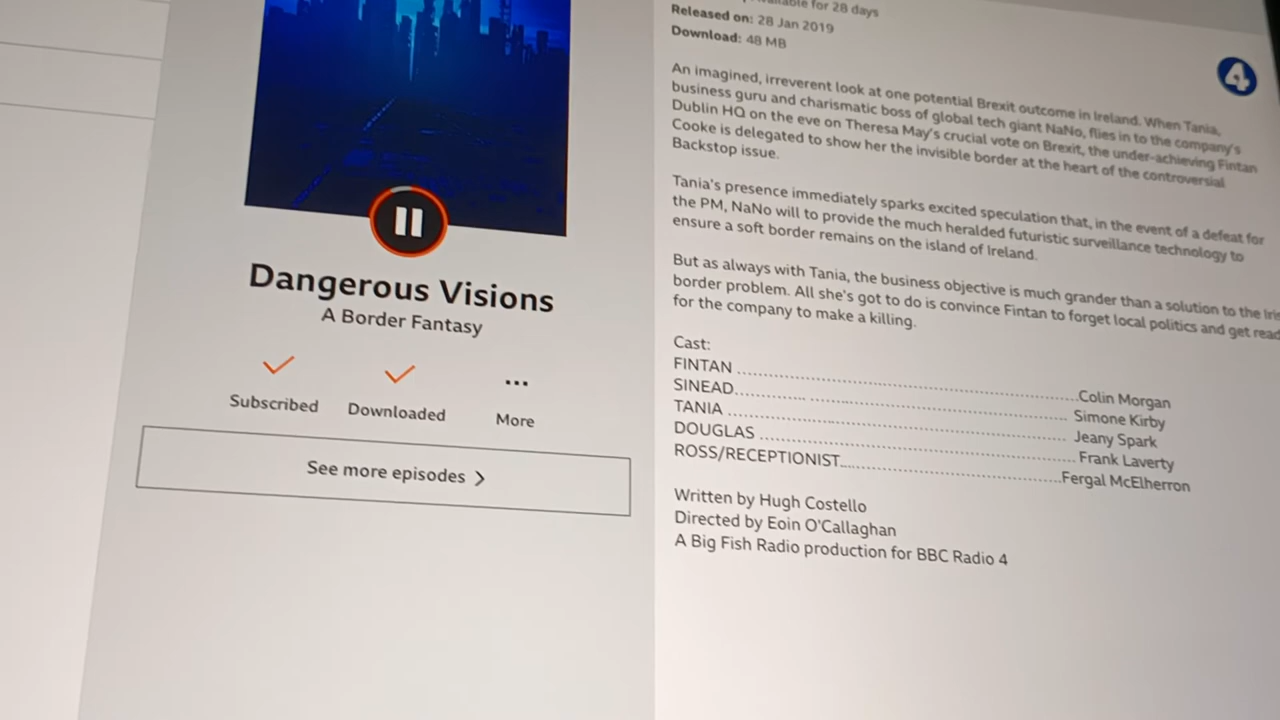 Dangerous Visions
A Border Fantasy
Subscribed
Downloaded
...
More
See more episodes >
available for 28 days
Released on: 28 Jan 2019
Download: 48 MB
4
An imagined, irreverent look at one potential Brexit outcome in Ireland. When Tania,
business guru and charismatic boss of global tech giant NaNo, flies in to the company's
Dublin HQ on the eve on Theresa May's crucial vote on Brexit, the under-achieving Fintan
Cooke is delegated to show her the invisible border at the heart of the controversial
Backstop issue.
Tania's presence immediately sparks excited speculation that, in the event of a defeat for
the PM, NaNo will to provide the much heralded futuristic surveillance technology to
ensure a soft border remains on the island of Ireland.
But as always with Tania, the business objective is much grander than a solution to the Iris
border problem. All she's got to do is convince Fintan to forget local politics and get read
for the company to make a killing.
Cast:
FINTAN ........................................Colin Morgan
SINEAD........................................ Simone Kirby
TANIA ........................................ Jeany Spark
DOUGLAS ........................................Frank Laverty
ROSS/RECEPTIONIST........................................Fergal McElherron
Written by Hugh Costello
Directed by Eoin O'Callaghan
A Big Fish Radio production for BBC Radio 4